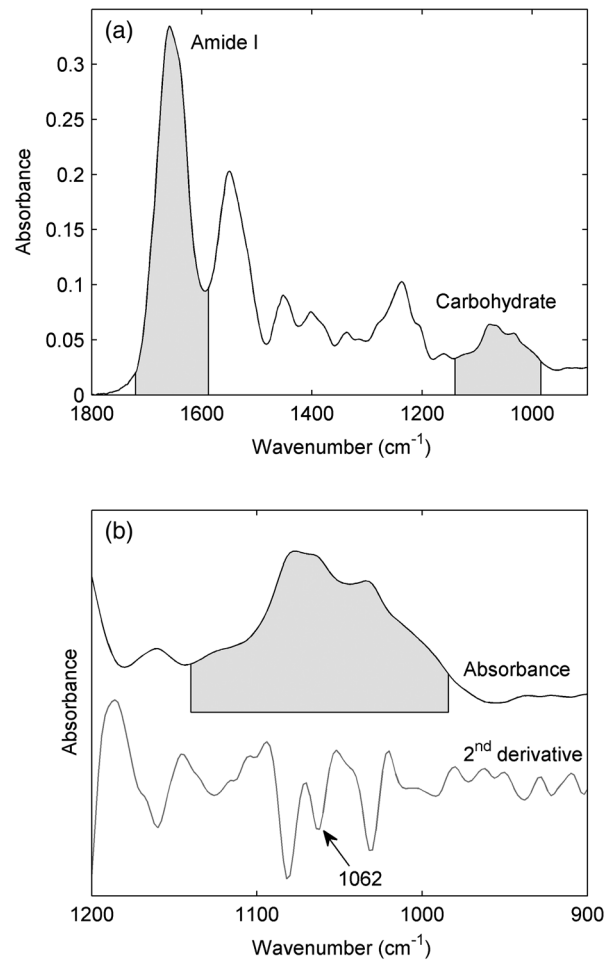 (a)
Amide I
Carbohydrate
Absorbance
0.3
0.25
0.2
0.15
0.1
0.05
0
1800 1600 1400 1200 1000
Wavenumber (cm⁻¹)
(b)
Absorbance
Absorbance
2ⁿᵈ derivative
1062
1200 1100 1000 900
Wavenumber (cm⁻¹)